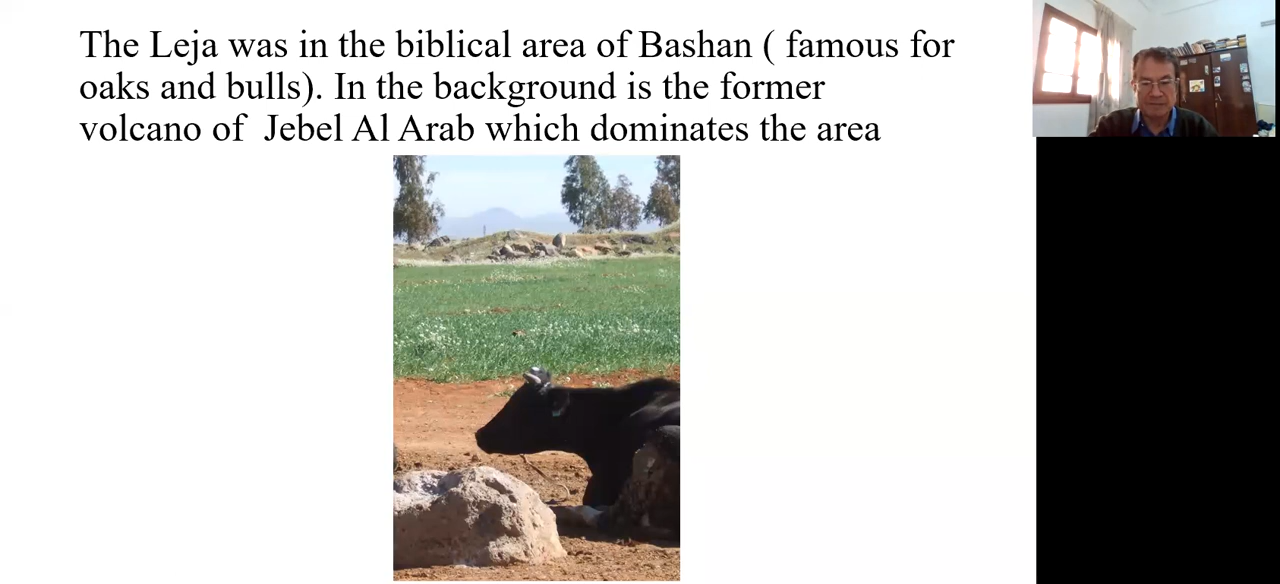 The Leja was in the biblical area of Bashan ( famous for
oaks and bulls). In the background is the former
volcano of  Jebel Al Arab which dominates the area